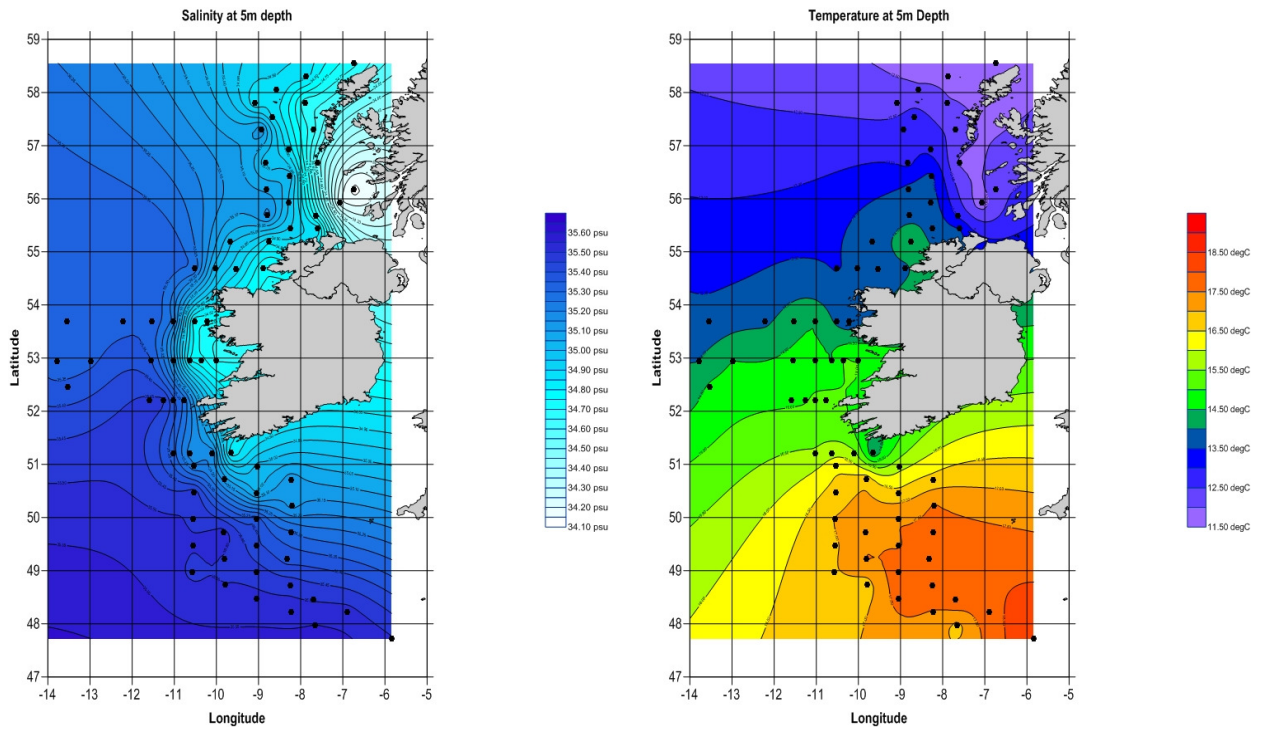 Salinity at 5m depth
59
58
57
56
55
54
53
52
51
50
49
48
47
Latitude
-14 -13 -12 -11 -10 -9 -8 -7 -6 -5
Longitude
35.60 psu
35.50 psu
35.40 psu
35.30 psu
35.20 psu
35.10 psu
35.00 psu
34.90 psu
34.80 psu
34.70 psu
34.60 psu
34.50 psu
34.40 psu
34.30 psu
34.20 psu
34.10 psu
Temperature at 5m Depth
59
58
57
56
55
54
53
52
51
50
49
48
47
Latitude
-14 -13 -12 -11 -10 -9 -8 -7 -6 -5
Longitude
18.50 degC
17.50 degC
16.50 degC
15.50 degC
14.50 degC
13.50 degC
12.50 degC
11.50 degC